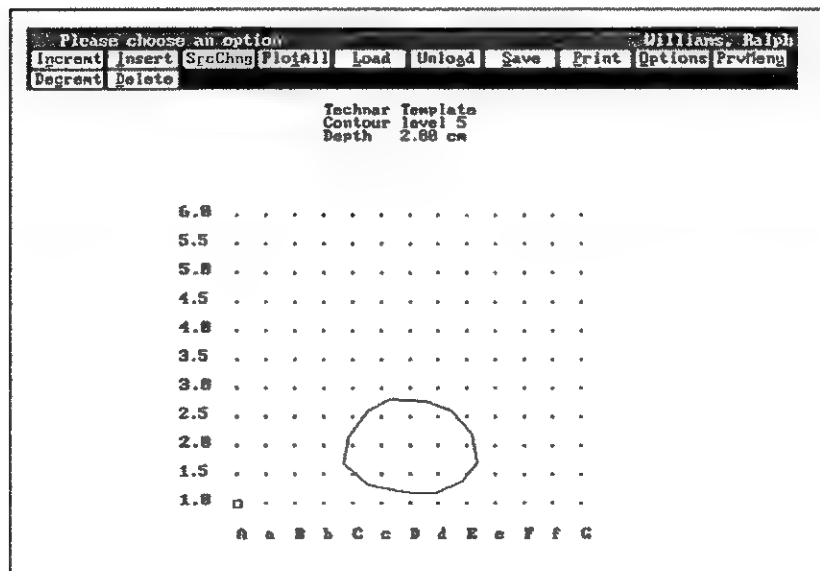 Please choose an option Williams, Ralph
Incremt Insert SrcChng PlotAll Load Unload Save Print Options PrvMenu
Decremt Delete
Technar Template
Contour level 5
Depth 2.00 cm
6.0
5.5
5.0
4.5
4.0
3.5
3.0
2.5
2.0
1.5
1.0
A a B b C c D d E e F f G